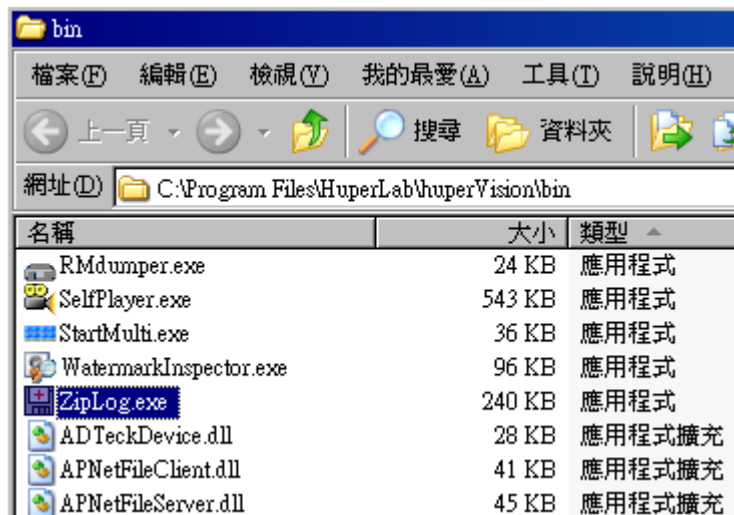 bin
檔案(F) 編輯(E) 檢視(V) 我的最愛(A) 工具(T) 說明(H)
上一頁 搜尋 資料夾
網址(D) C:\Program Files\HuperLab\huperVision\bin
名稱 大小 類型
RMdumper.exe 24 KB 應用程式
SelfPlayer.exe 543 KB 應用程式
StartMulti.exe 36 KB 應用程式
WatermarkInspector.exe 96 KB 應用程式
ZipLog.exe 240 KB 應用程式
ADTeckDevice.dll 28 KB 應用程式擴充
APNetFileClient.dll 41 KB 應用程式擴充
APNetFileServer.dll 45 KB 應用程式擴充